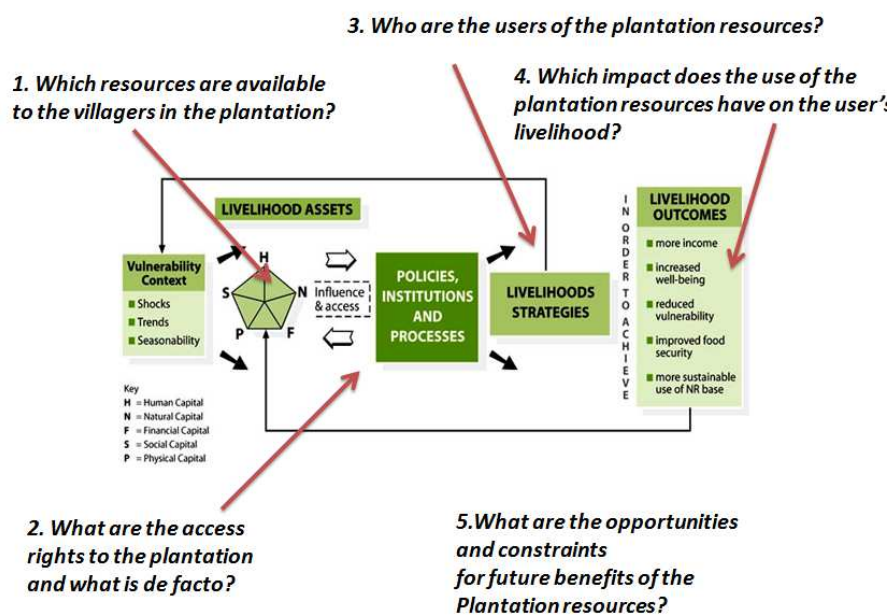 3. Who are the users of the plantation resources?
1. Which resources are available
to the villagers in the plantation?
4. Which impact does the use of the
plantation resources have on the user's
livelihood?
LIVELIHOOD ASSETS
Vulnerability
Context
Shocks
Trends
Seasonability
H
S
N
P
F
Influence
& access
POLICIES,
INSTITUTIONS
AND
PROCESSES
LIVELIHOODS
STRATEGIES
IN ORDER TO ACHIEVE
LIVELIHOOD
OUTCOMES
more income
increased
well-being
reduced
vulnerability
improved food
security
more sustainable
use of NR base
Key
H = Human Capital
N = Natural Capital
F = Financial Capital
S = Social Capital
P = Physical Capital
2. What are the access
rights to the plantation
and what is de facto?
5.What are the opportunities
and constraints
for future benefits of the
Plantation resources?